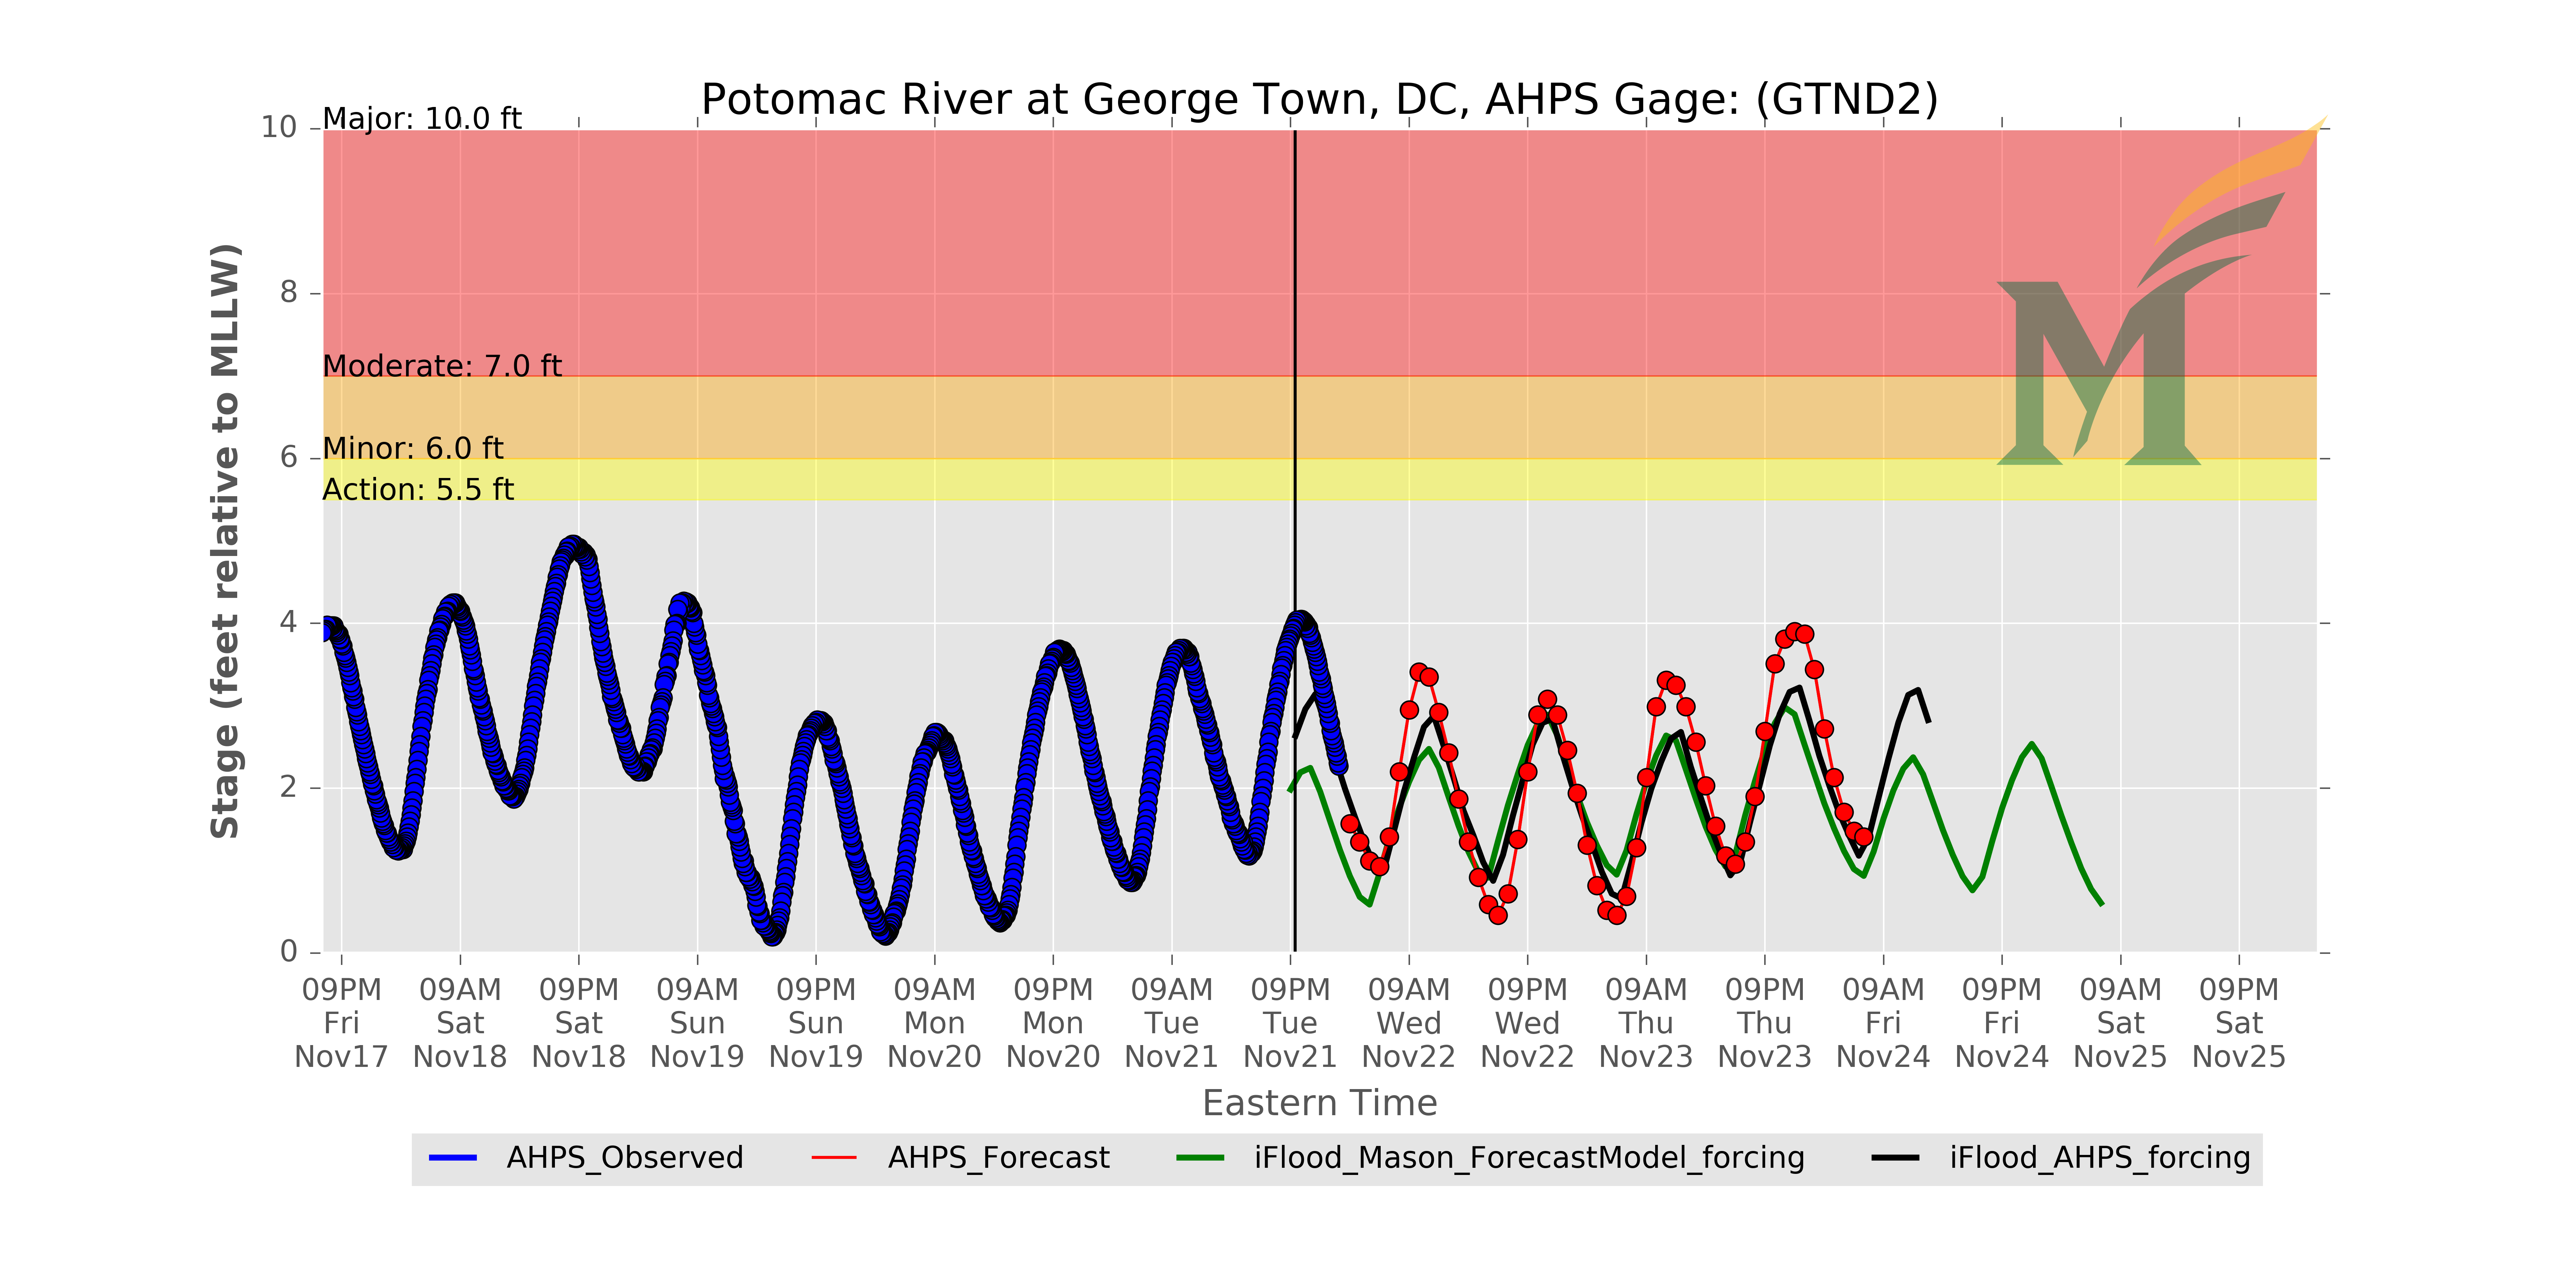 Potomac River at George Town, DC, AHPS Gage: (GTND2)
Major: 10.0 ft
Moderate: 7.0 ft
Minor: 6.0 ft
Action: 5.5 ft
10
8
6
4
2
0
Stage (feet relative to MLLW)
09PM 09AM 09PM 09AM 09PM 09AM 09PM 09AM 09PM 09AM 09PM 09AM 09PM 09AM 09PM 09AM 09PM
Fri Sat Sat Sun Sun Mon Mon Tue Tue Wed Wed Thu Thu Fri Fri Sat Sat
Nov17 Nov18 Nov18 Nov19 Nov19 Nov20 Nov20 Nov21 Nov21 Nov22 Nov22 Nov23 Nov23 Nov24 Nov24 Nov25 Nov25
Eastern Time
AHPS_Observed AHPS_Forecast iFlood_Mason_ForecastModel_forcing iFlood_AHPS_forcing
M